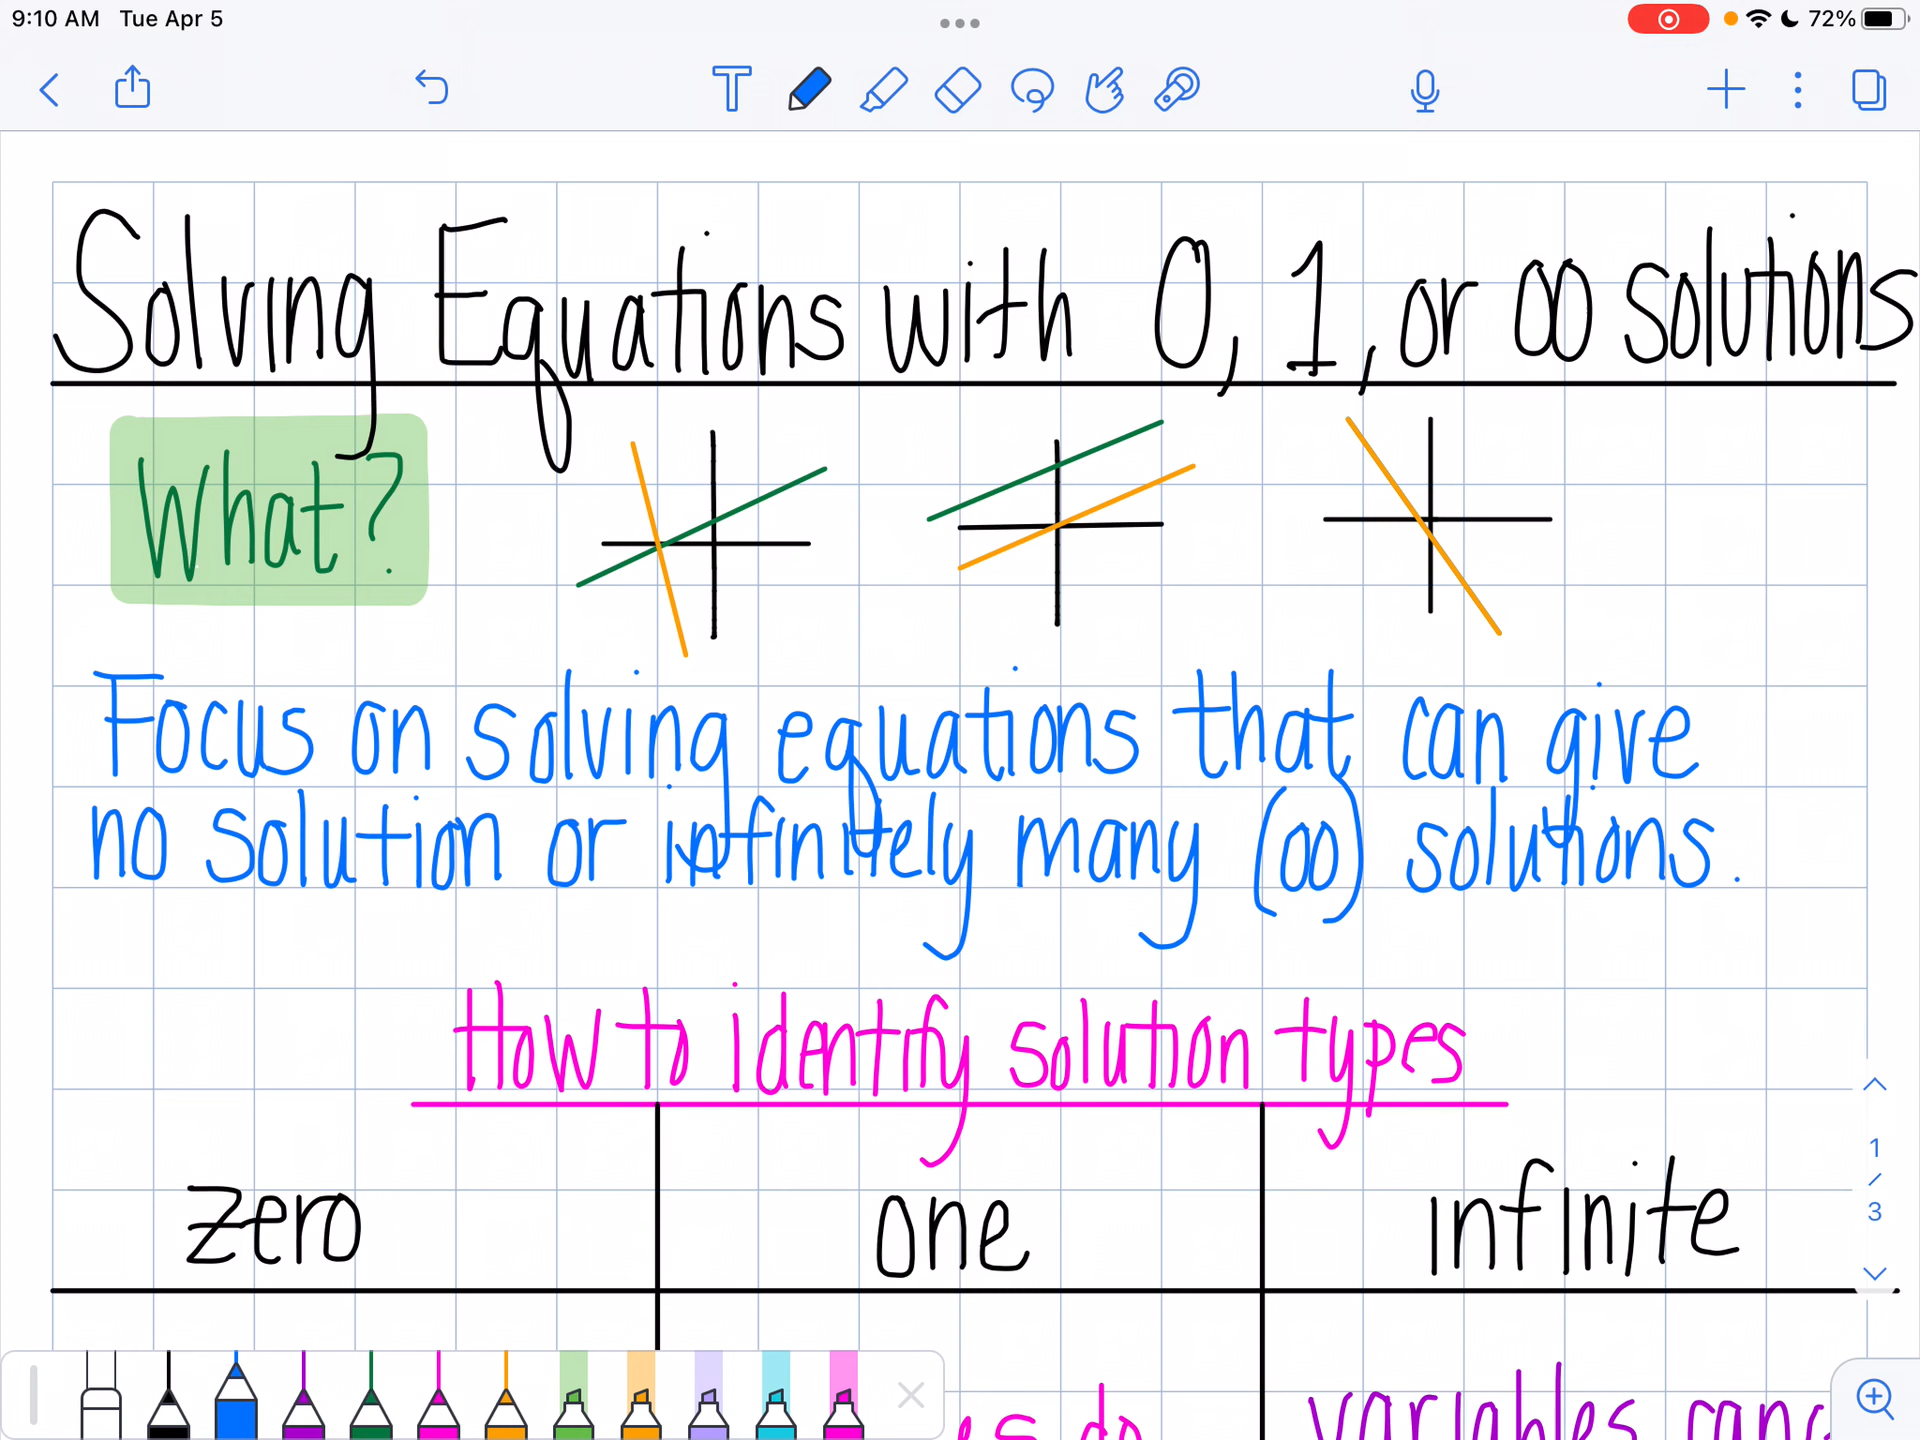 9:10 AM Tue Apr 5
72%
Solving Equations with 0, 1, or ∞ solutions
What?
Focus on solving equations that can give
no solution or infinitely many (∞) solutions.
How to identify solution types
zero one infinite
1
/
3
do
variables